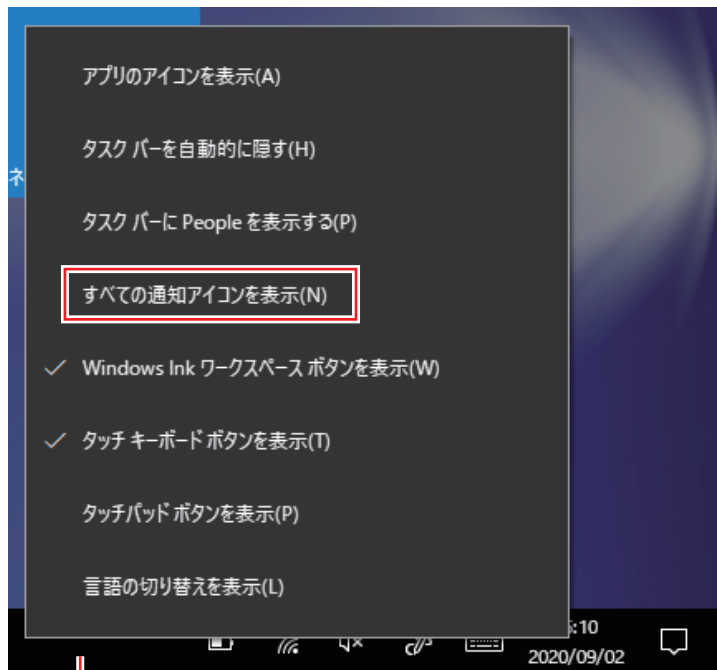 アプリのアイコンを表示(A)
タスク バーを自動的に隠す(H)
ネ
タスク バーに People を表示する(P)
すべての通知アイコンを表示(N)
Windows Ink ワークスペース ボタンを表示(W)
タッチ キーボード ボタンを表示(T)
タッチパッド ボタンを表示(P)
言語の切り替えを表示(L)
:10
2020/09/02